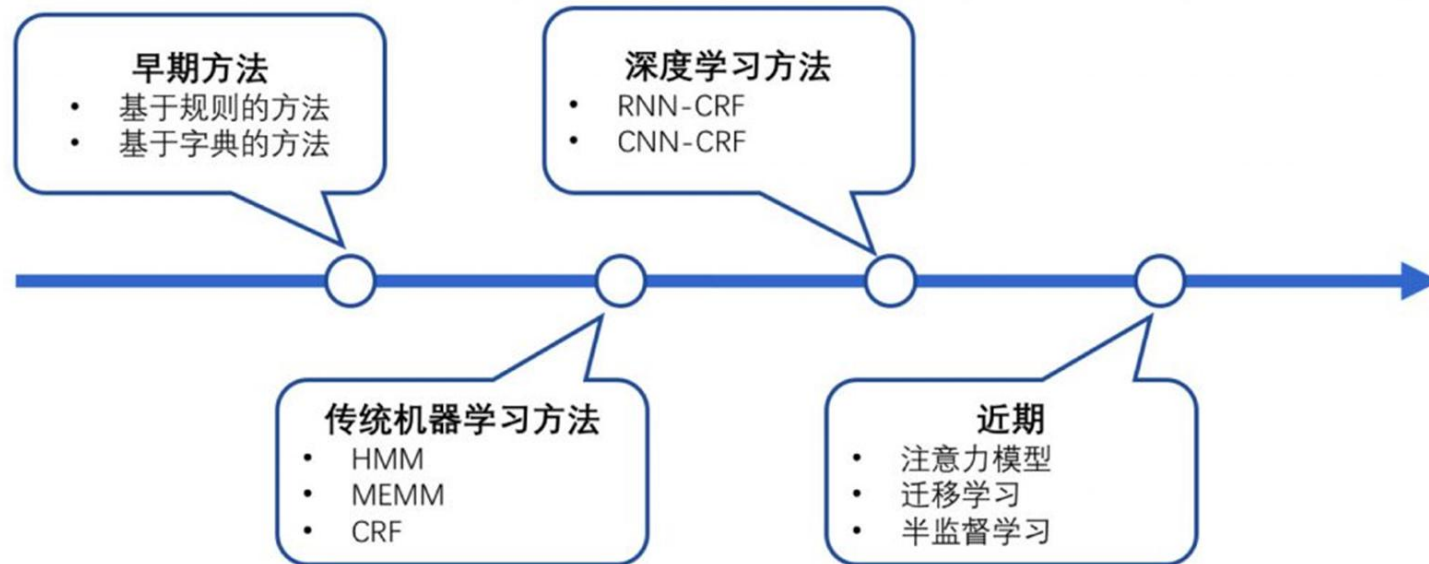 早期方法
• 基于规则的方法
• 基于字典的方法
深度学习方法
• RNN-CRF
• CNN-CRF
传统机器学习方法
• HMM
• MEMM
• CRF
近期
• 注意力模型
• 迁移学习
• 半监督学习